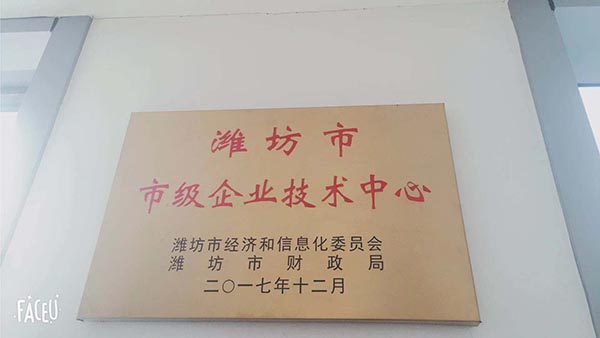 潍坊市
市级企业技术中心
潍坊市经济和信息化委员会
潍坊市财政局
二〇一七年十二月
FACEU